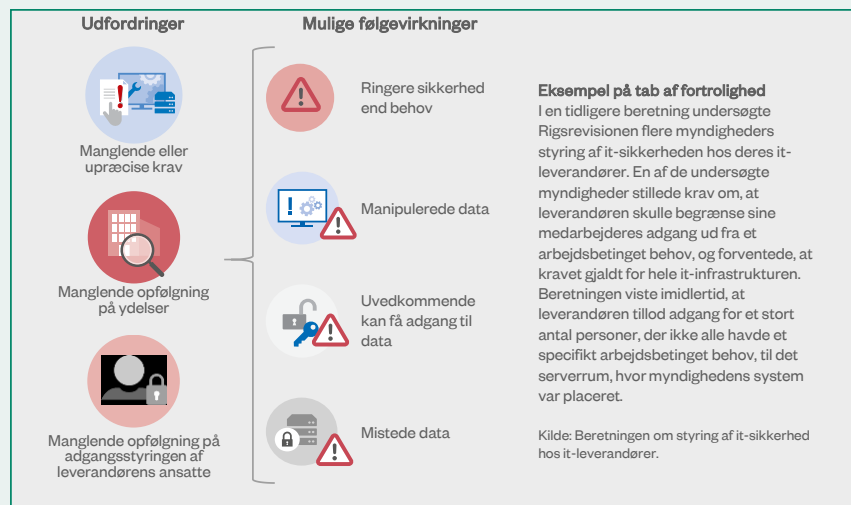 Udfordringer
Manglende eller
upræcise krav
Manglende opfølgning
på ydelser
Manglende opfølgning på
adgangsstyringen af
leverandørens ansatte
Mulige følgevirkninger
Ringere sikkerhed
end behov
Manipulerede data
Uvedkommende
kan få adgang til
data
Mistede data
Eksempel på tab af fortrolighed
I en tidligere beretning undersøgte
Rigsrevisionen flere myndigheders
styring af it-sikkerheden hos deres it-
leverandører. En af de undersøgte
myndigheder stillede krav om, at
leverandøren skulle begrænse sine
medarbejderes adgang ud fra et
arbejdsbetinget behov, og forventede, at
kravet gjaldt for hele it-infrastrukturen.
Beretningen viste imidlertid, at
leverandøren tillod adgang for et stort
antal personer, der ikke alle havde et
specifikt arbejdsbetinget behov, til det
serverrum, hvor myndighedens system
var placeret.
Kilde: Beretningen om styring af it-sikkerhed
hos it-leverandører.